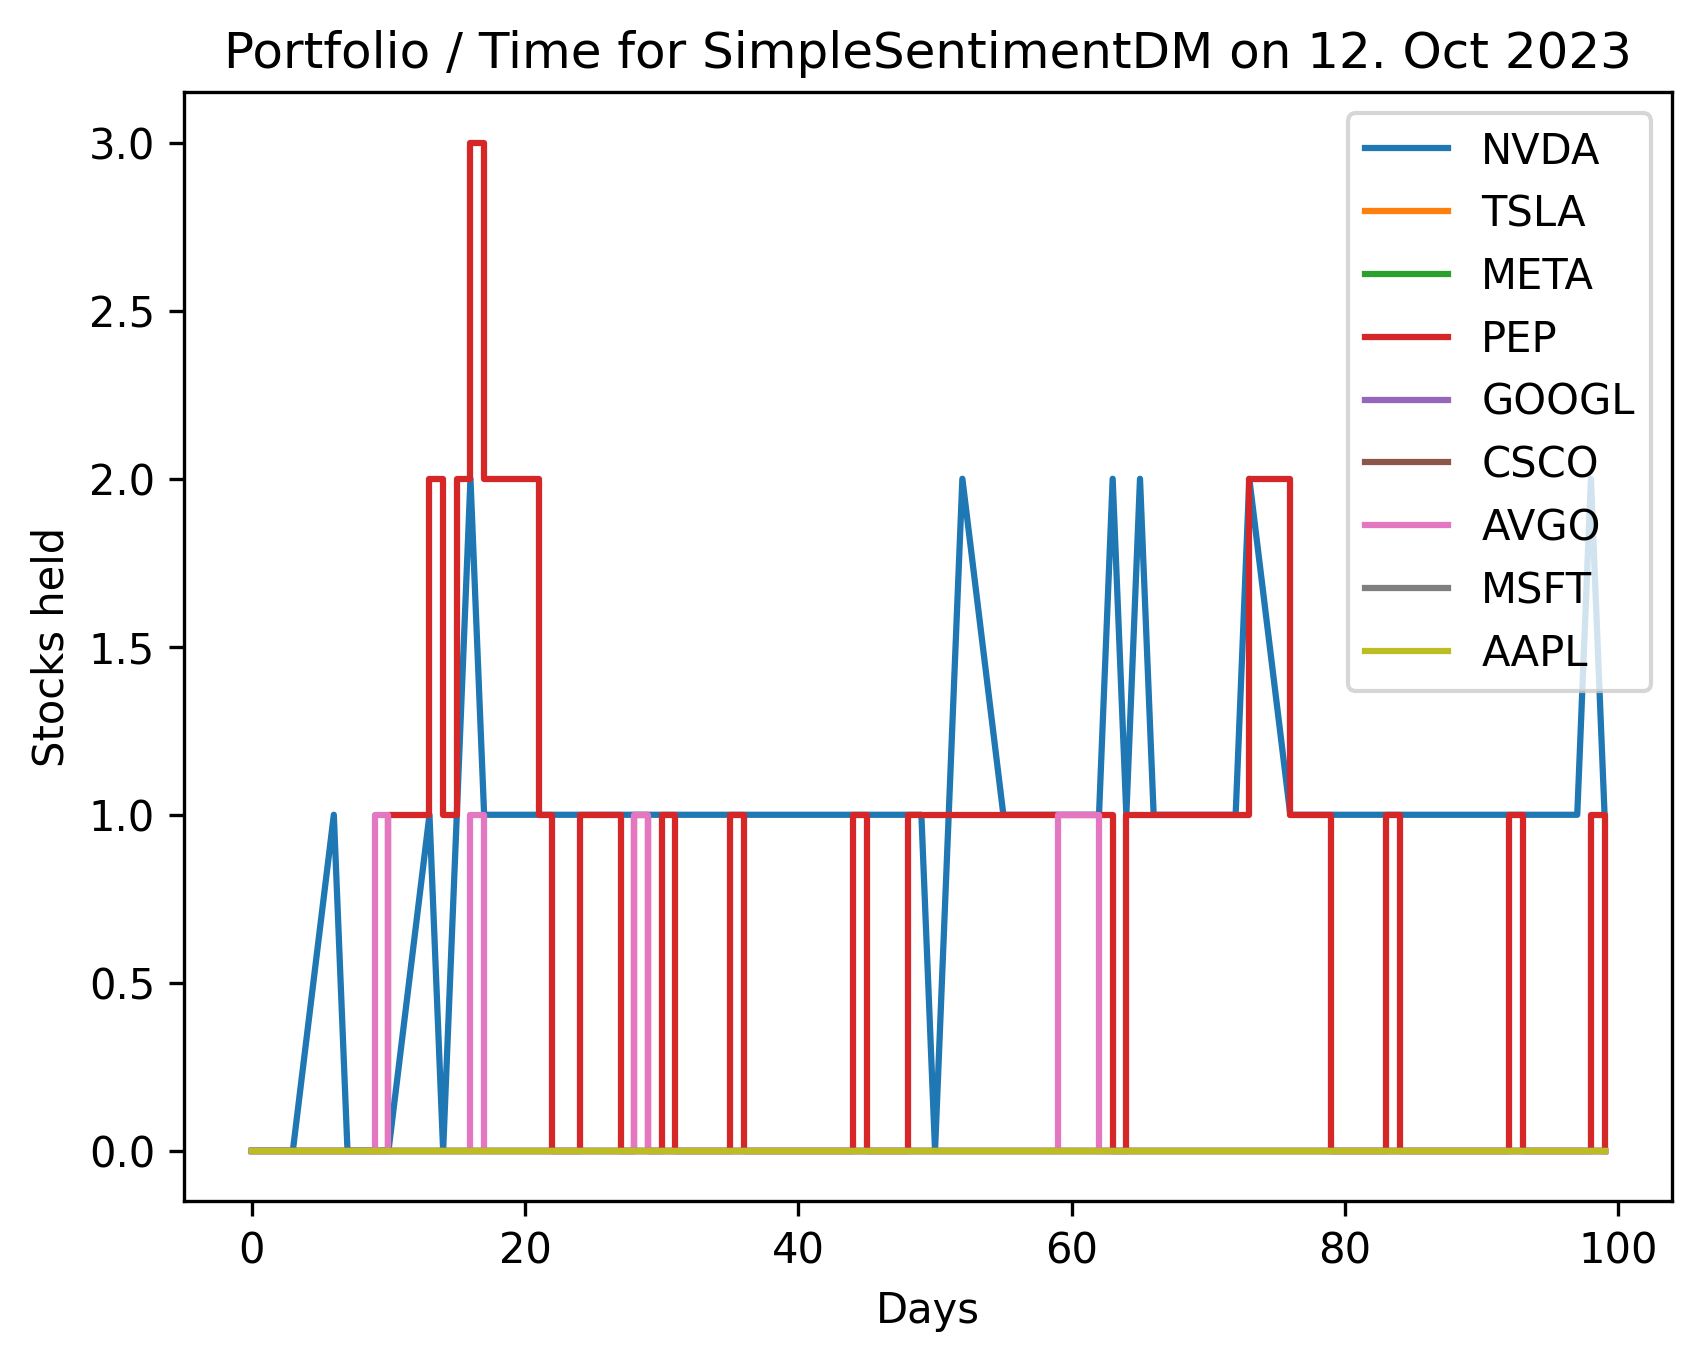 Portfolio / Time for SimpleSentimentDM on 12. Oct 2023
3.0
2.5
2.0
1.5
1.0
0.5
0.0
Stocks held
NVDA
TSLA
META
PEP
GOOGL
CSCO
AVGO
MSFT
AAPL
0 20 40 60 80 100
Days